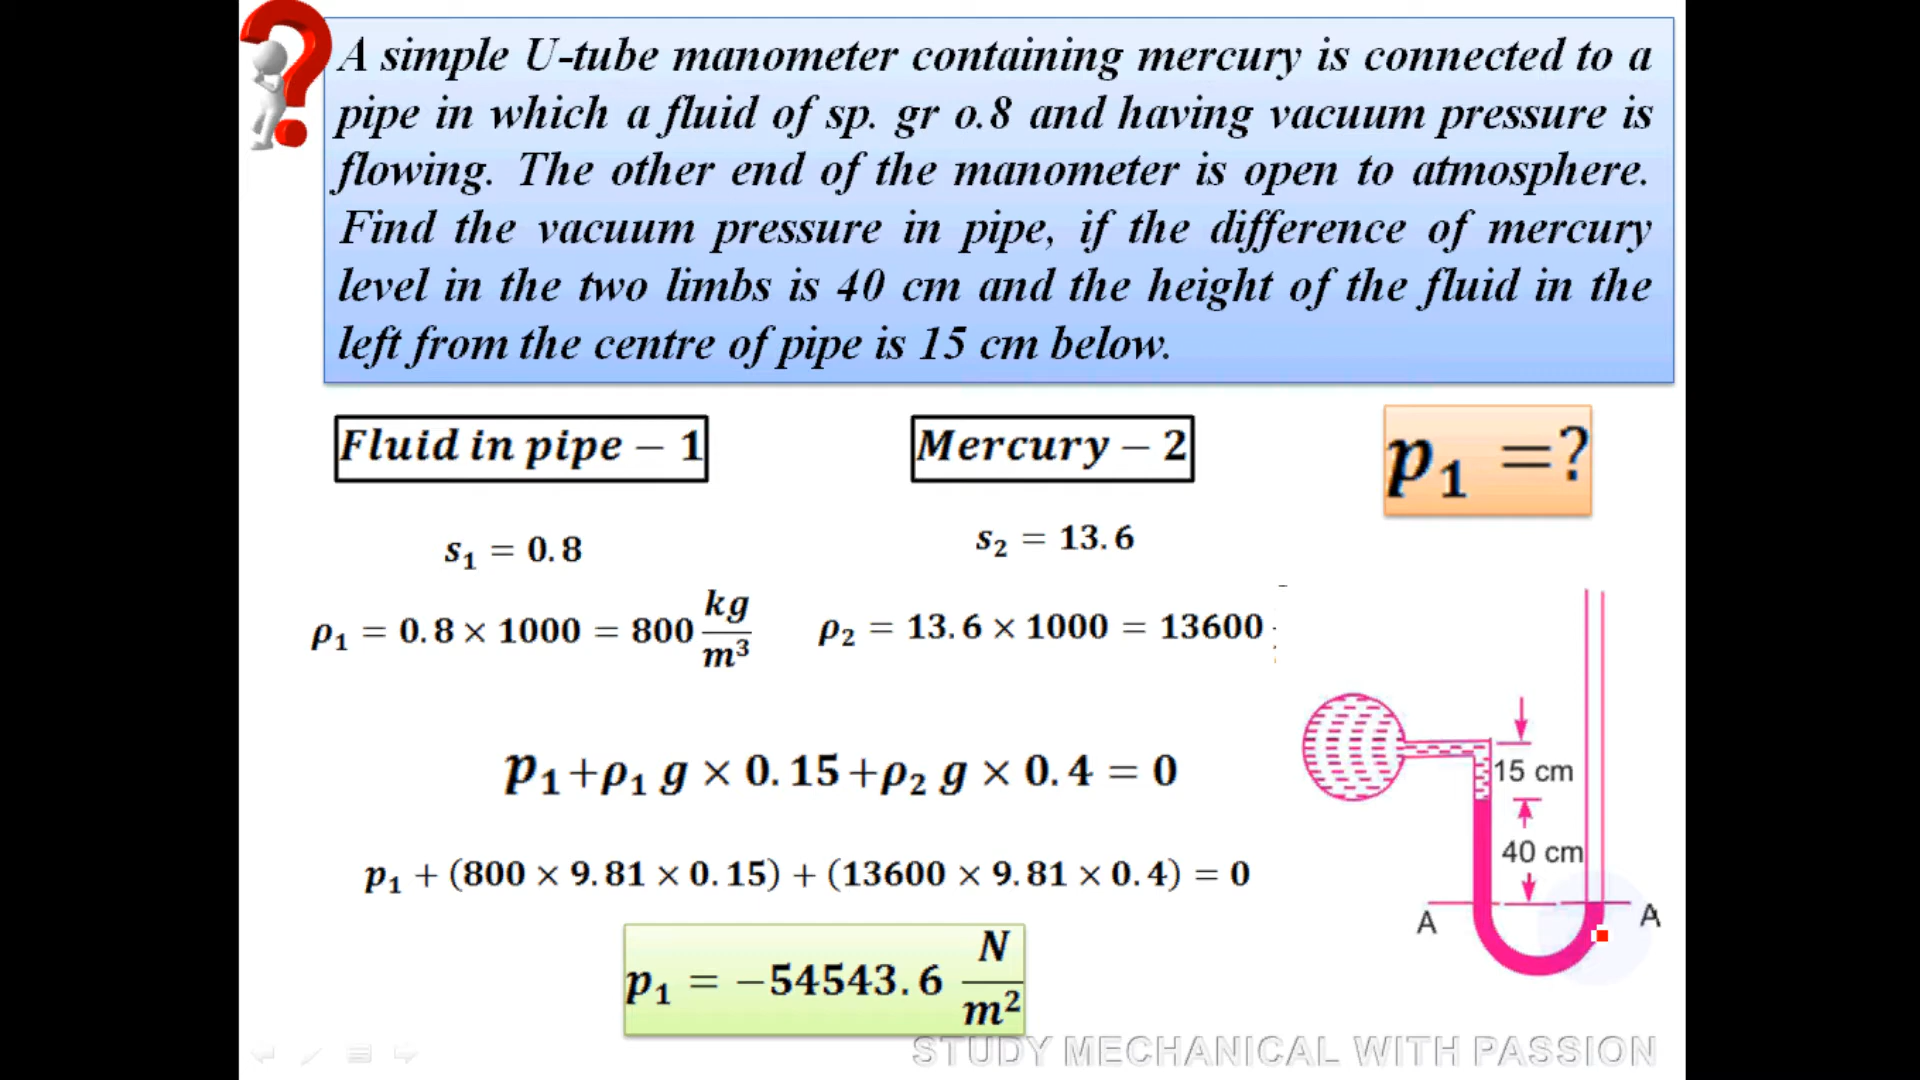 A simple U-tube manometer containing mercury is connected to a
pipe in which a fluid of sp. gr o.8 and having vacuum pressure is
flowing. The other end of the manometer is open to atmosphere.
Find the vacuum pressure in pipe, if the difference of mercury
level in the two limbs is 40 cm and the height of the fluid in the
left from the centre of pipe is 15 cm below.
Fluid in pipe − 1
Mercury − 2
p₁ =?
s₁ = 0.8
s₂ = 13.6
ρ₁ = 0.8 × 1000 = 800 kg/m³
ρ₂ = 13.6 × 1000 = 13600
p₁+ρ₁ g × 0.15+ρ₂ g × 0.4 = 0
p₁ + (800 × 9.81 × 0.15) + (13600 × 9.81 × 0.4) = 0
p₁ = −54543.6 N/m²
15 cm
40 cm
A
A
STUDY MECHANICAL WITH PASSION